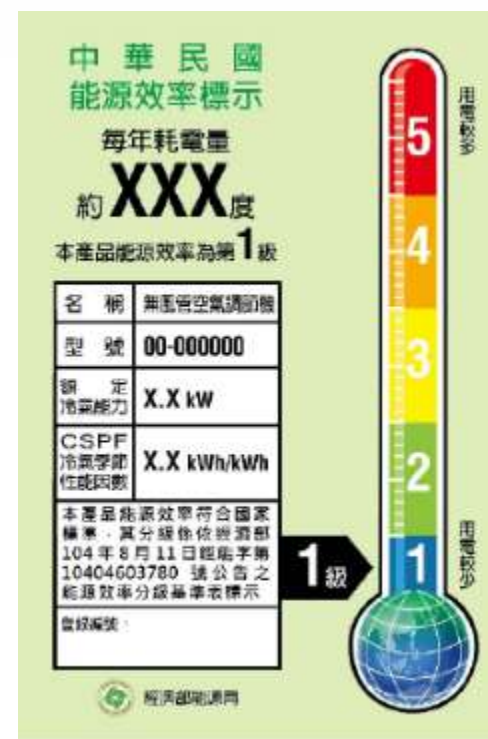 中華民國
能源效率標示
每年耗電量
約XXX度
本產品能源效率為第1級
名稱 無風管空氣調節機
型號 00-000000
額定
冷氣能力 X.X kW
CSPF
冷氣季節
性能因數 X.X kWh/kWh
本產品能源效率符合國家
標準,其分級係依經濟部
104年8月11日經能字第
10404603780 號公告之
能源效率分級基準表標示
登錄編號:
經濟部能源局
1級
用電較多
5
4
3
2
1
用電較少